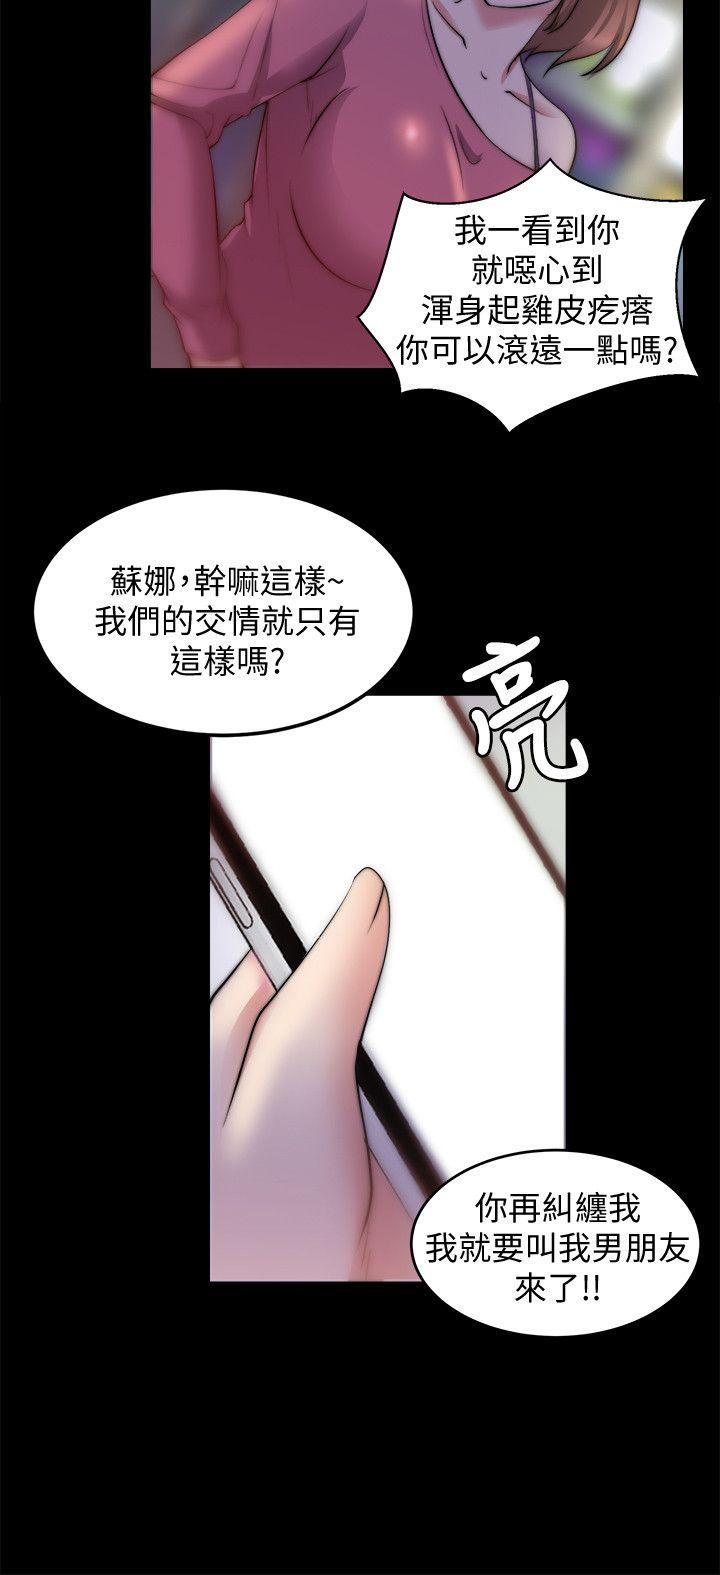 我一看到你
就噁心到
渾身起雞皮疙瘩
你可以滾遠一點嗎?
蘇娜,幹嘛這樣~
我們的交情就只有
這樣嗎?
亮
你再糾纏我
我就要叫我男朋友
來了!!